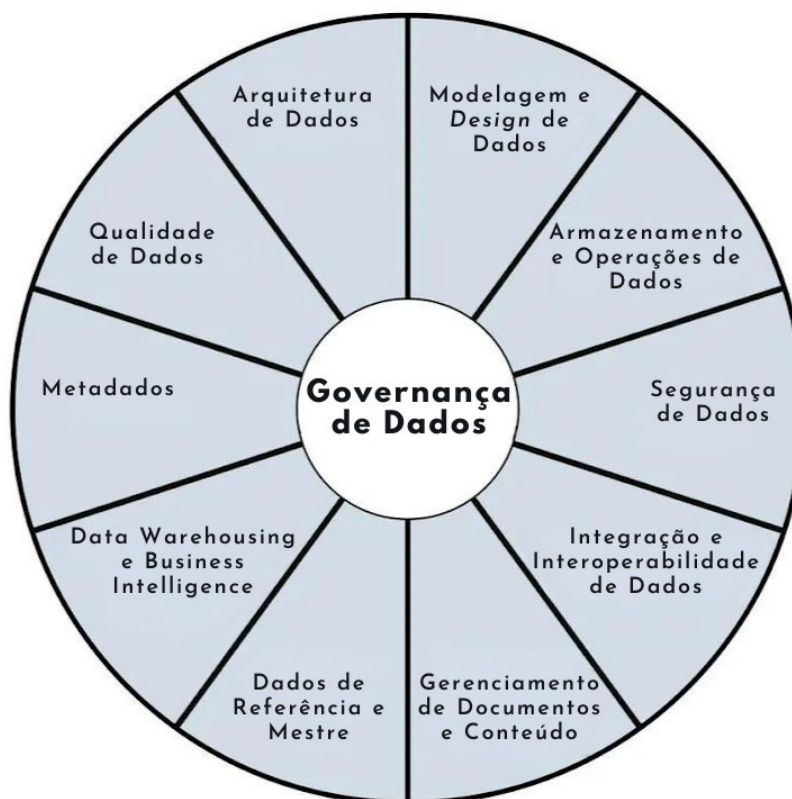 Arquitetura
de Dados
Modelagem e
Design de
Dados
Armazenamento
e Operações de
Dados
Segurança
de Dados
Integração e
Interoperabilidade
de Dados
Gerenciamento
de Documentos
e Conteúdo
Dados de
Referência e
Mestre
Data Warehousing
e Business
Intelligence
Metadados
Qualidade
de Dados
Governança
de Dados